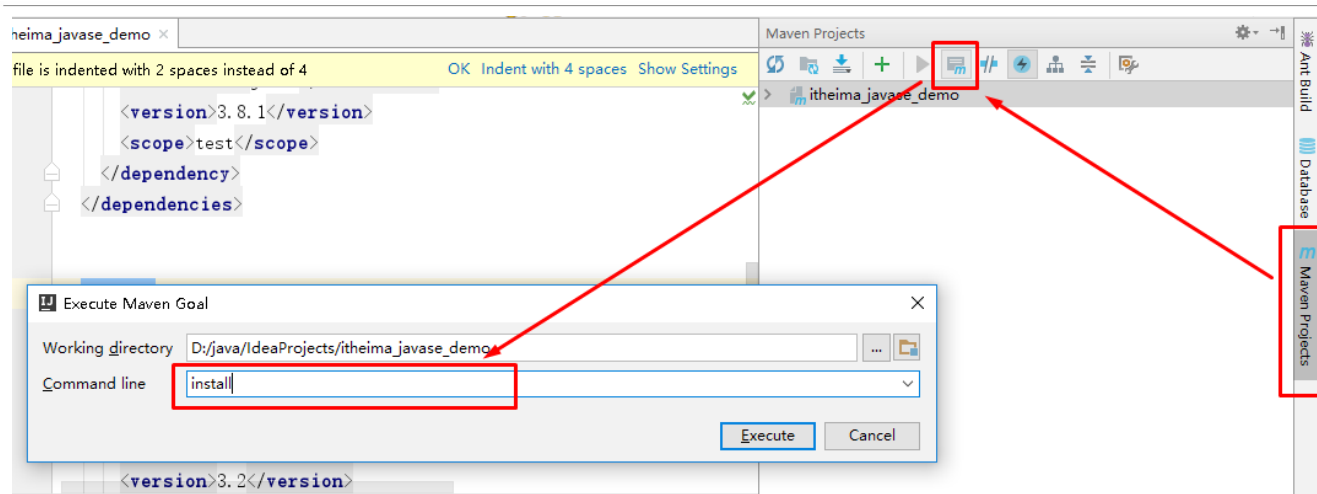 heima_javase_demo
file is indented with 2 spaces instead of 4 OK Indent with 4 spaces Show Settings
<version>3.8.1</version>
<scope>test</scope>
</dependency>
</dependencies>
Maven Projects
itheima_javase_demo
Ant Build
Database
Maven Projects
Execute Maven Goal
Working directory D:/java/IdeaProjects/itheima_javase_demo ...
Command line install
Execute Cancel
<version>3.2</version>